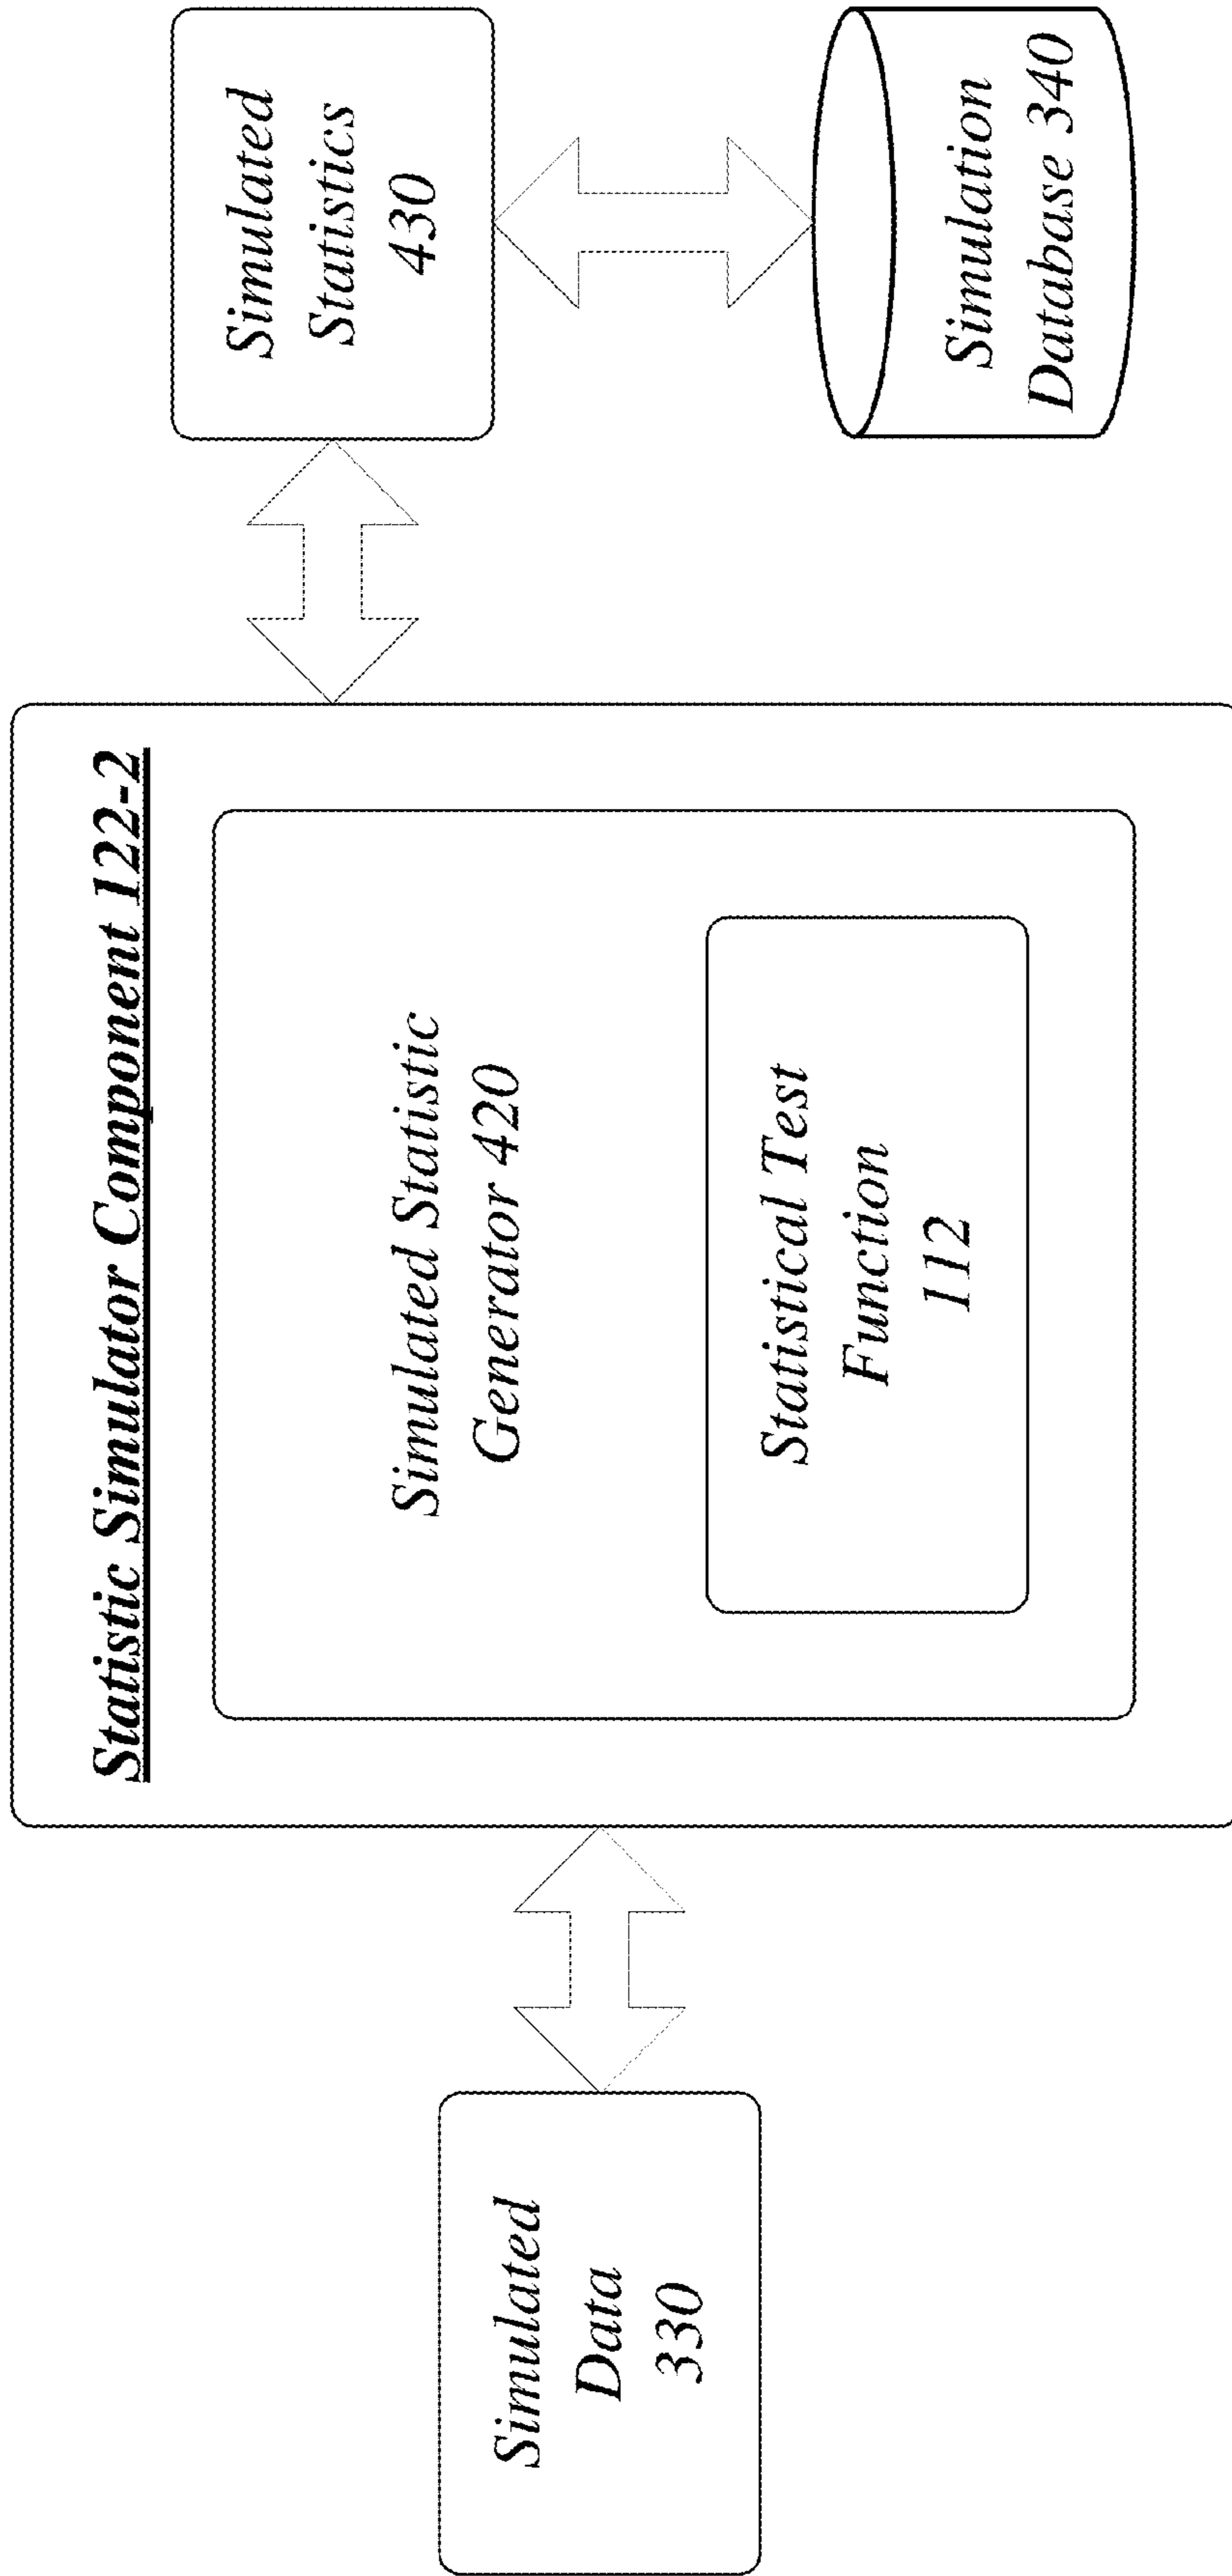 Statistic Simulator Component 122-2
Simulated
Data
330
Simulated Statistic
Generator 420
Statistical Test
Function
112
Simulated
Statistics
430
Simulation
Database 340